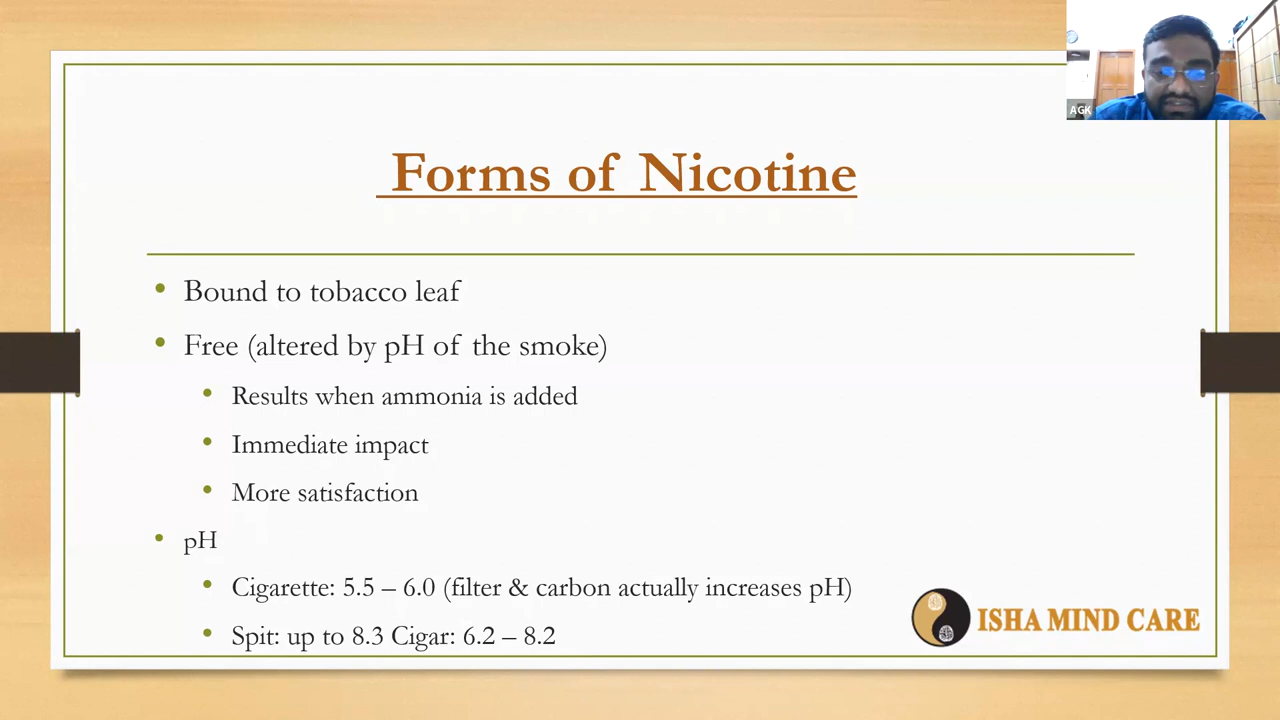 AGK
Forms of Nicotine
• Bound to tobacco leaf
• Free (altered by pH of the smoke)
• Results when ammonia is added
• Immediate impact
• More satisfaction
• pH
• Cigarette: 5.5 – 6.0 (filter & carbon actually increases pH)
• Spit: up to 8.3 Cigar: 6.2 – 8.2
ISHA MIND CARE